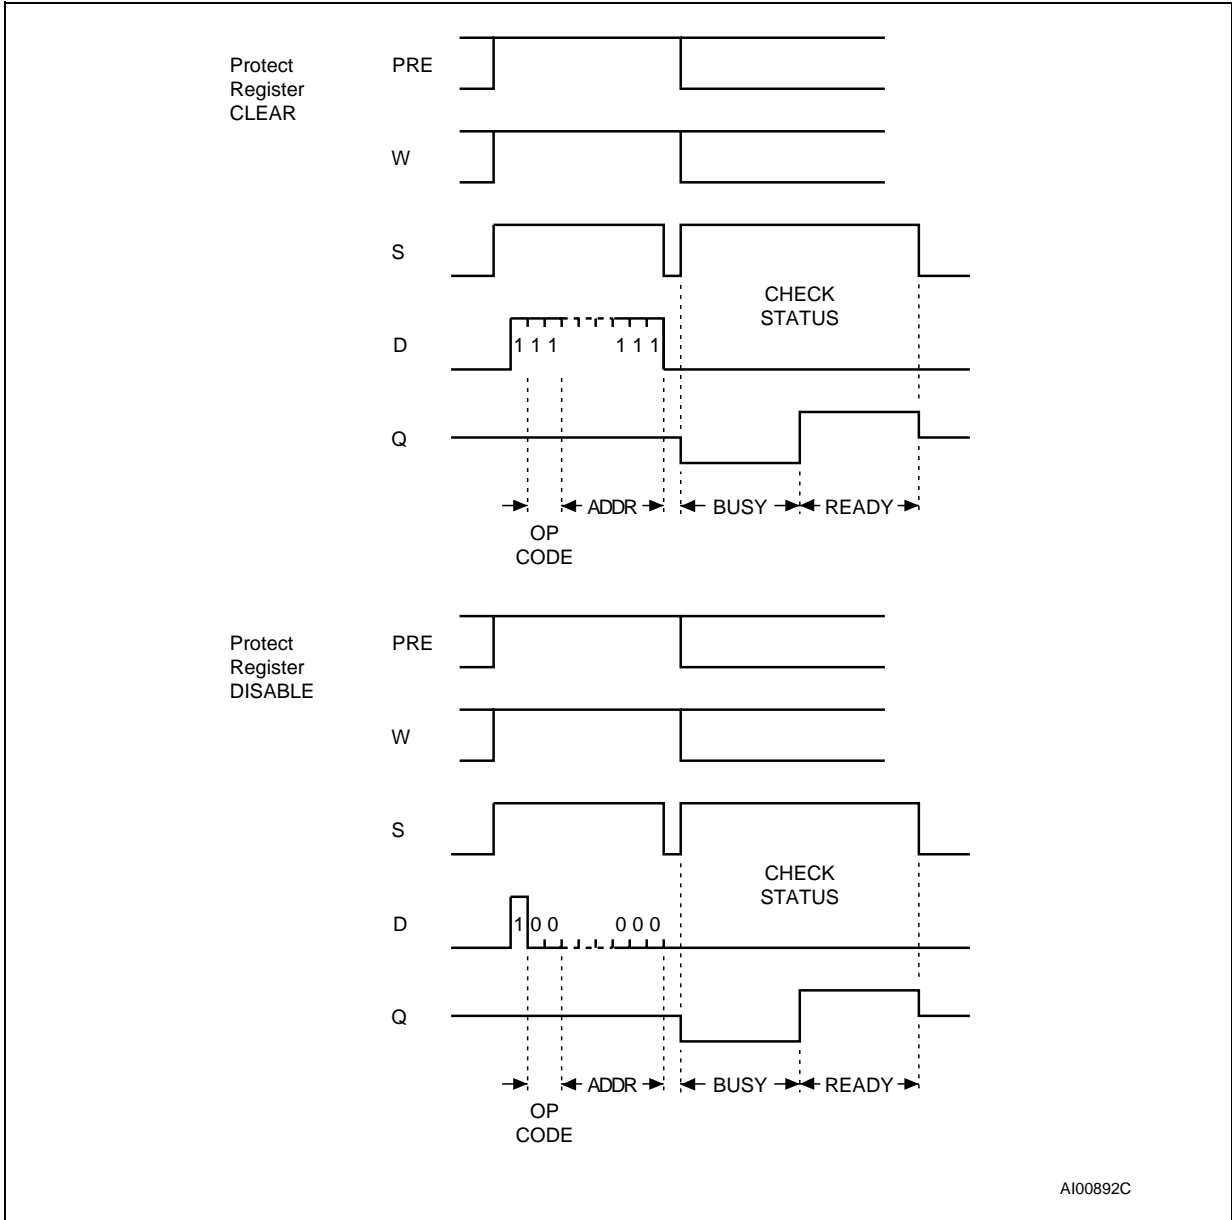 Protect
Register
CLEAR
PRE
W
S
CHECK
STATUS
D
1 1 1 1 1 1
Q
ADDR BUSY READY
OP
CODE
Protect
Register
DISABLE
PRE
W
S
CHECK
STATUS
D
1 0 0 0 0 0
Q
ADDR BUSY READY
OP
CODE
AI00892C